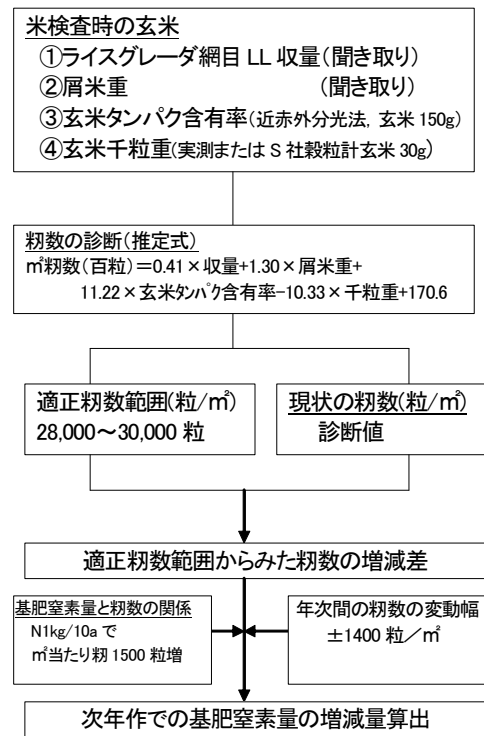 米検査時の玄米
①ライスグレーダ網目 LL 収量(聞き取り)
②屑米重 (聞き取り)
③玄米タンパク含有率(近赤外分光法, 玄米 150g)
④玄米千粒重(実測または S 社穀粒計玄米 30g)
籾数の診断(推定式)
㎡籾数(百粒)=0.41×収量+1.30×屑米重+
11.22×玄米タンパク含有率-10.33×千粒重+170.6
適正籾数範囲(粒/㎡)
28,000～30,000 粒
現状の籾数(粒/㎡)
診断値
適正籾数範囲からみた籾数の増減差
基肥窒素量と籾数の関係
N1kg/10a で
㎡当たり籾 1500 粒増
年次間の籾数の変動幅
±1400 粒/㎡
次年作での基肥窒素量の増減量算出